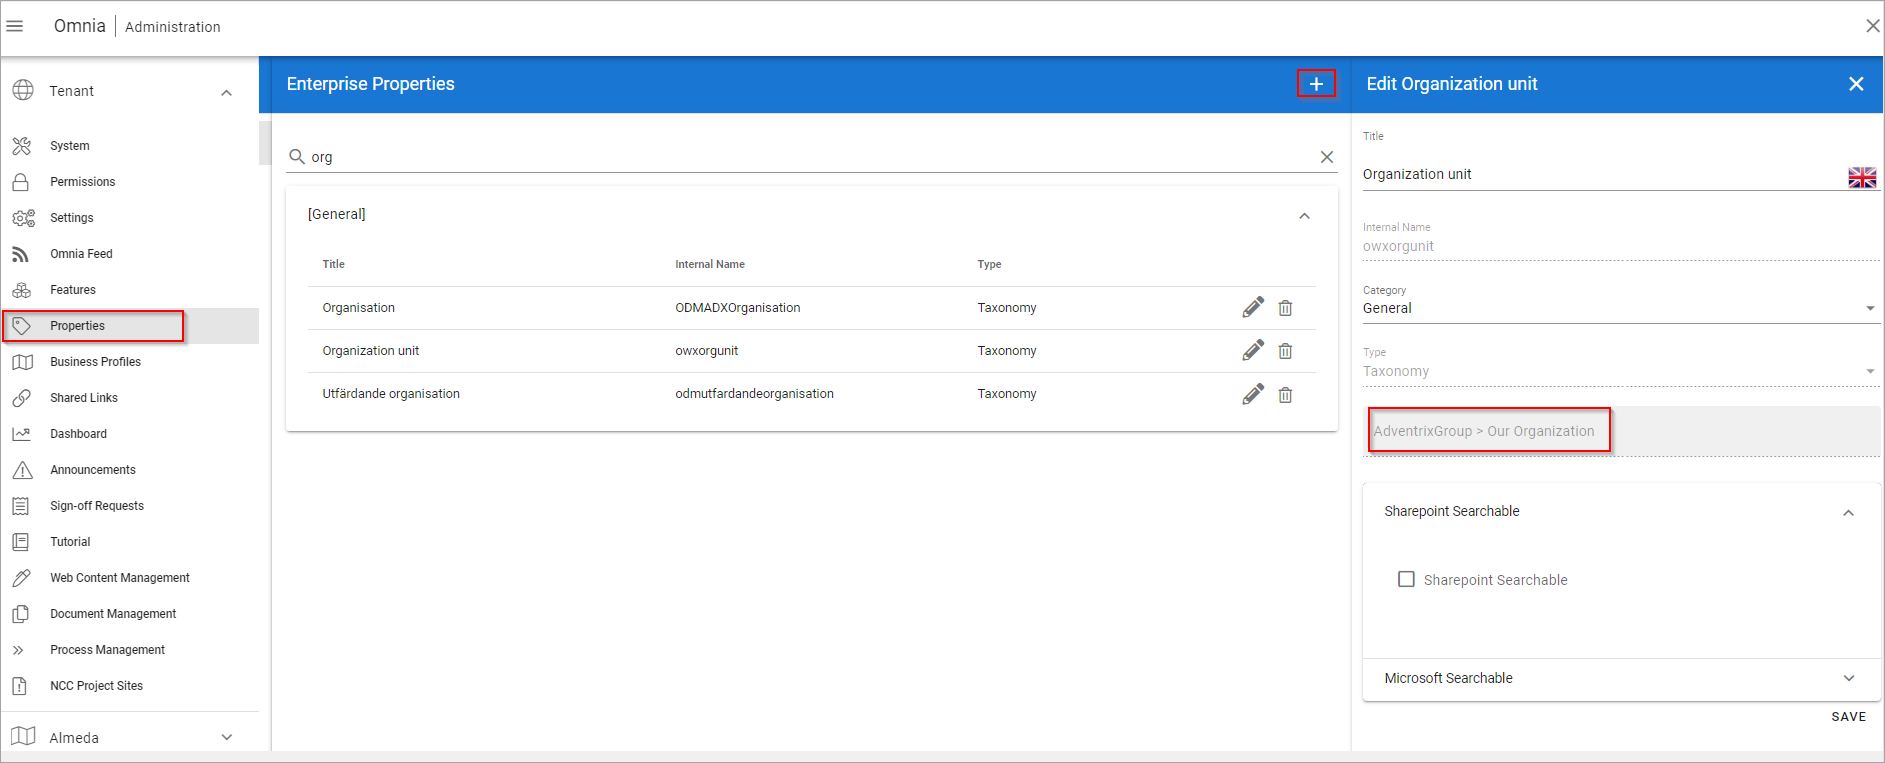 Omnia | Administration
Tenant
System
Permissions
Settings
Omnia Feed
Features
Properties
Business Profiles
Shared Links
Dashboard
Announcements
Sign-off Requests
Tutorial
Web Content Management
Document Management
Process Management
NCC Project Sites
Almeda
Enterprise Properties
org
[General]
Title Internal Name Type
Organisation ODMADXOrganisation Taxonomy
Organization unit owxorgunit Taxonomy
Utfärdande organisation odmutfardandeorganisation Taxonomy
Edit Organization unit
Title
Organization unit
Internal Name
owxorgunit
Category
General
Type
Taxonomy
AdventrixGroup > Our Organization
Sharepoint Searchable
Sharepoint Searchable
Microsoft Searchable
SAVE